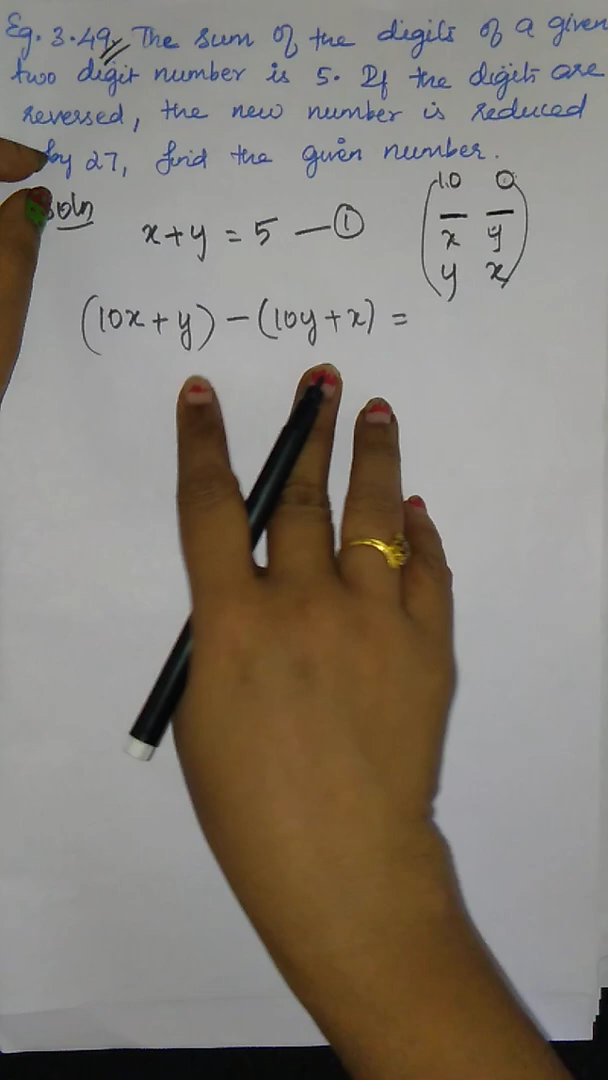 Eg. 3.49, The sum of the digits of a given
two digit number is 5. If the digits are
reversed, the new number is reduced
by 27, find the given number.
Soln
10 0
x + y = 5 — ①
x y
y x
(10x + y) - (10y + x) =